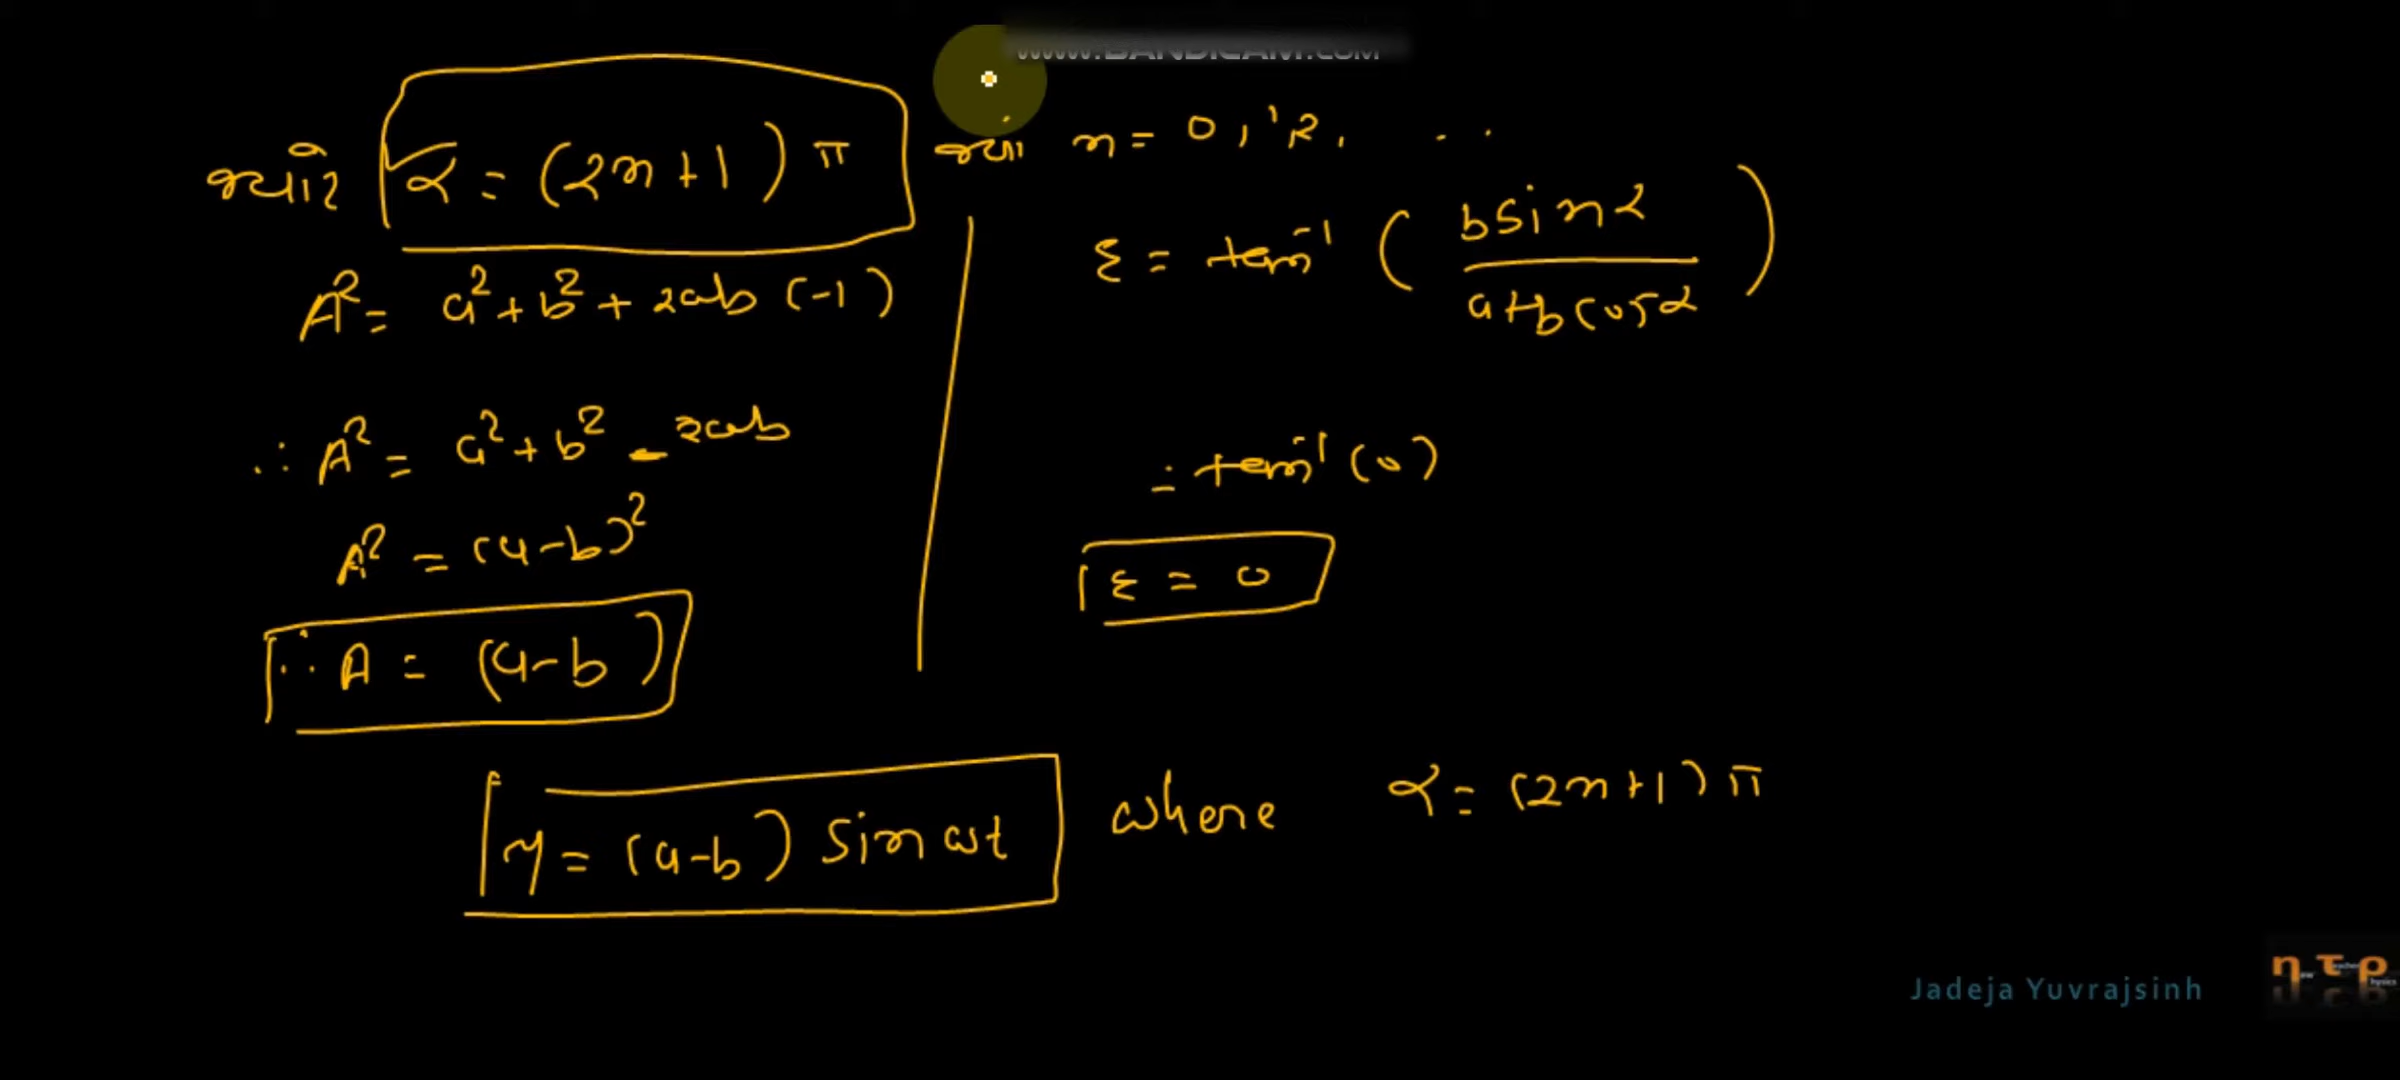 WWW.BANDICAM.COM
જ્યારે α = (2n+1) π જ્યાં n = 0, 1, 2, ...
A² = a² + b² + 2ab (-1)
∴ A² = a² + b² - 2ab
A² = (a-b)²
∴ A = (a-b)
ε = tan⁻¹ ( b sin α / a+b cos α )
= tan⁻¹ (0)
ε = 0
y = (a-b) sin ωt where α = (2n+1) π
Jadeja Yuvrajsinh
ητρ